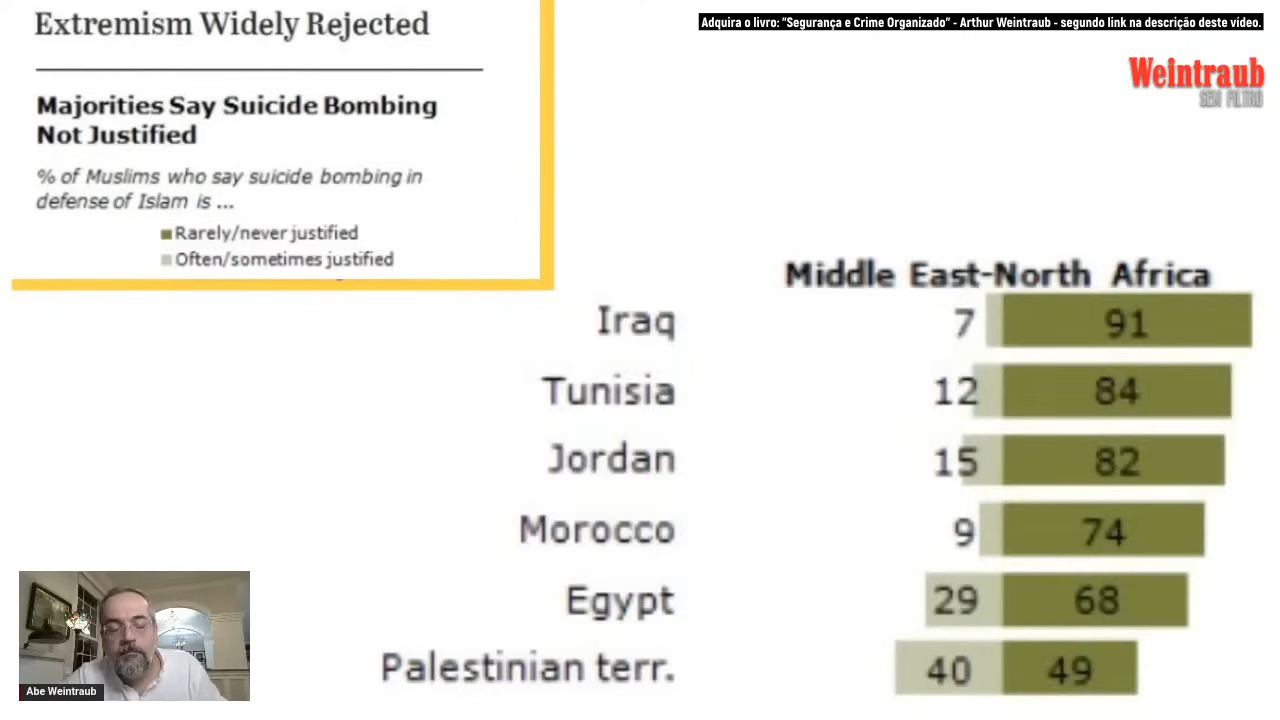 Extremism Widely Rejected
Adquira o livro: "Segurança e Crime Organizado" - Arthur Weintraub - segundo link na descrição deste vídeo.
Weintraub
SEM FILTRO
Majorities Say Suicide Bombing
Not Justified
% of Muslims who say suicide bombing in
defense of Islam is ...
Rarely/never justified
Often/sometimes justified
Middle East-North Africa
Iraq 7 91
Tunisia 12 84
Jordan 15 82
Morocco 9 74
Egypt 29 68
Palestinian terr. 40 49
Abe Weintraub